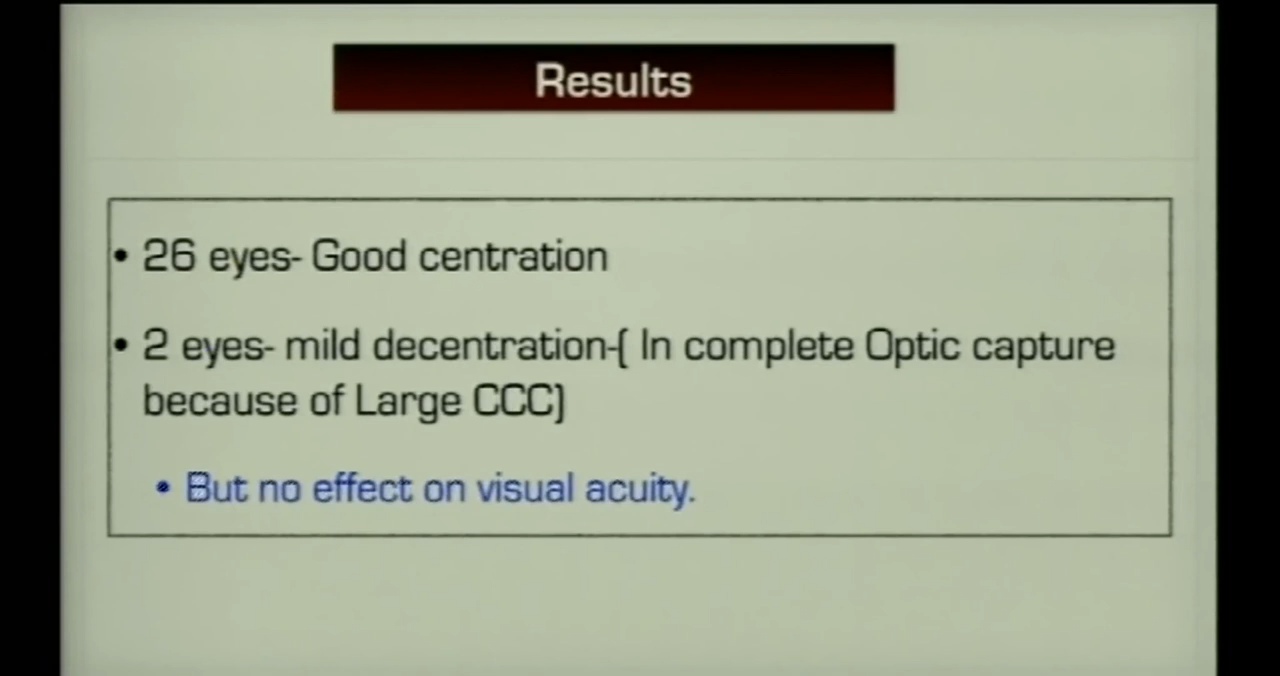 Results
• 26 eyes- Good centration
• 2 eyes- mild decentration-( In complete Optic capture
because of Large CCC)
• But no effect on visual acuity.